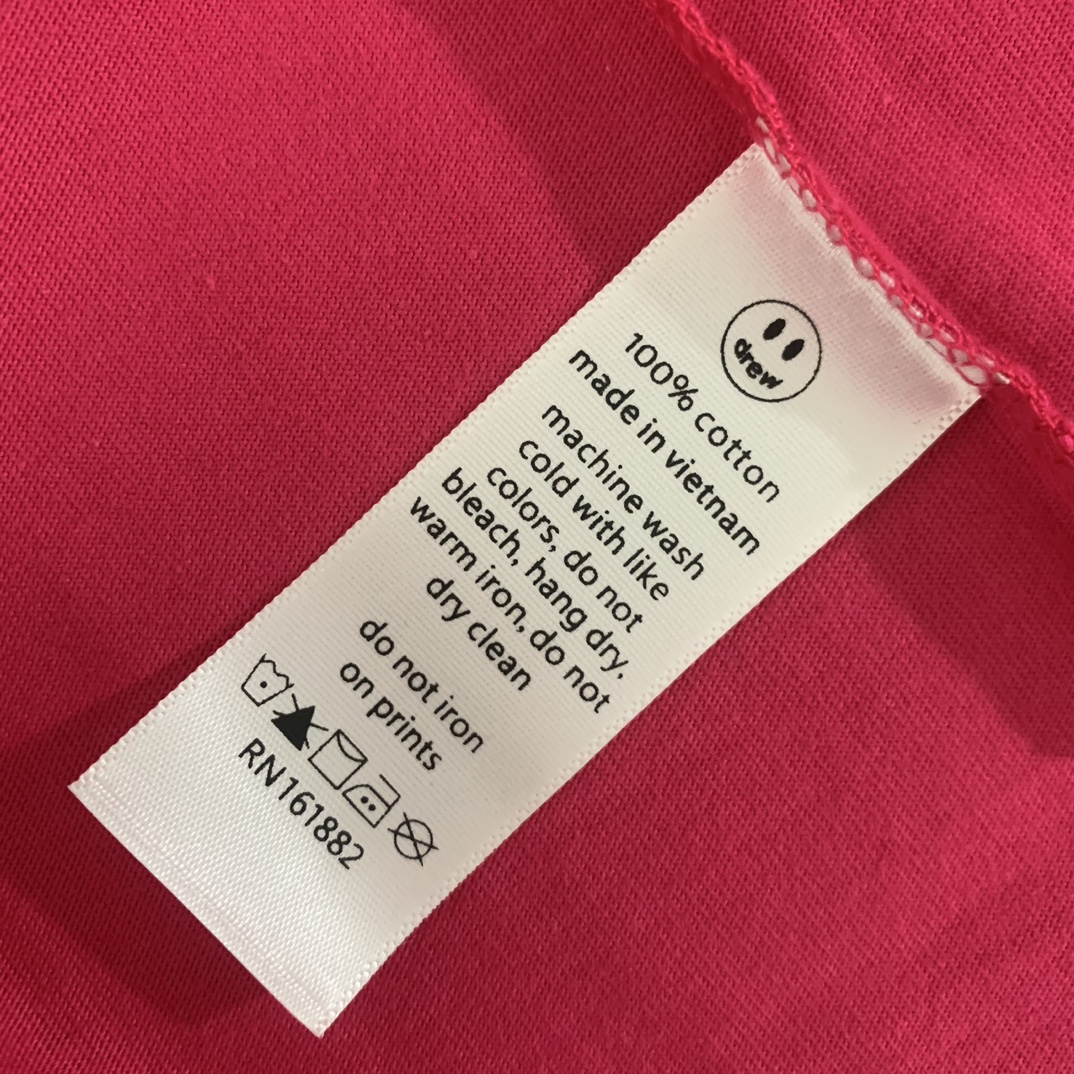 drew
100% cotton
made in vietnam
machine wash
cold with like
colors, do not
bleach, hang dry,
warm iron, do not
dry clean
do not iron
on prints
RN161882